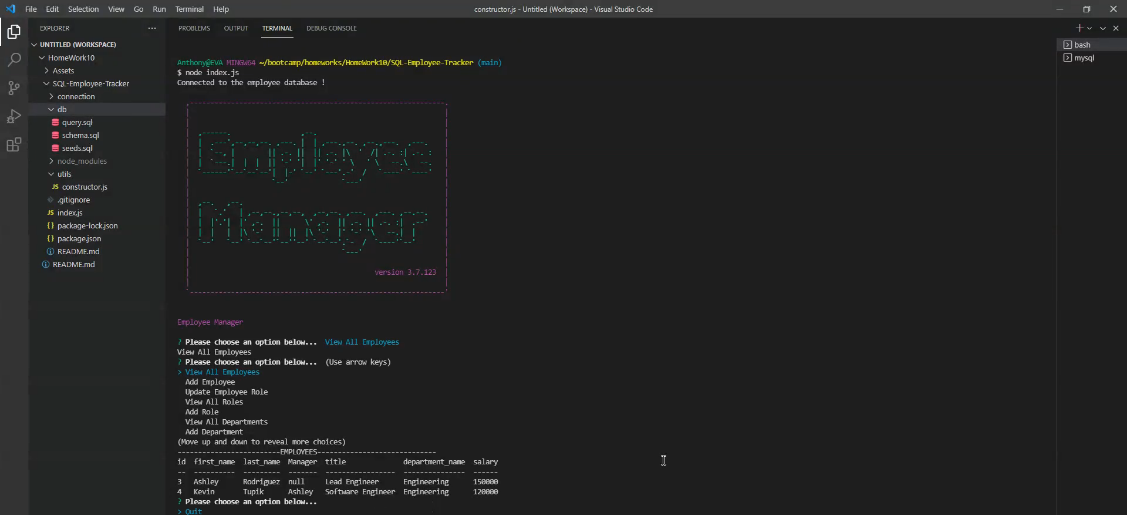 File Edit Selection View Go Run Terminal Help
constructor.js - Untitled (Workspace) - Visual Studio Code
EXPLORER
UNTITLED (WORKSPACE)
HomeWork10
Assets
SQL-Employee-Tracker
connection
db
query.sql
schema.sql
seeds.sql
node_modules
utils
constructor.js
.gitignore
index.js
package-lock.json
package.json
README.md
README.md
PROBLEMS OUTPUT TERMINAL DEBUG CONSOLE
Anthony@EVA MINGW64 ~/bootcamp/homeworks/HomeWork10/SQL-Employee-Tracker (main)
$ node index.js
Connected to the employee database !
Employee
Manager
version 3.7.123
Employee Manager
? Please choose an option below... View All Employees
View All Employees
? Please choose an option below... (Use arrow keys)
> View All Employees
Add Employee
Update Employee Role
View All Roles
Add Role
View All Departments
Add Department
(Move up and down to reveal more choices)
------------------------EMPLOYEES---------------------------
id first_name last_name Manager title department_name salary
-- ---------- --------- ------- ----------------- --------------- ------
3 Ashley Rodriguez null Lead Engineer Engineering 150000
4 Kevin Tupik Ashley Software Engineer Engineering 120000
? Please choose an option below...
> Quit
bash
mysql